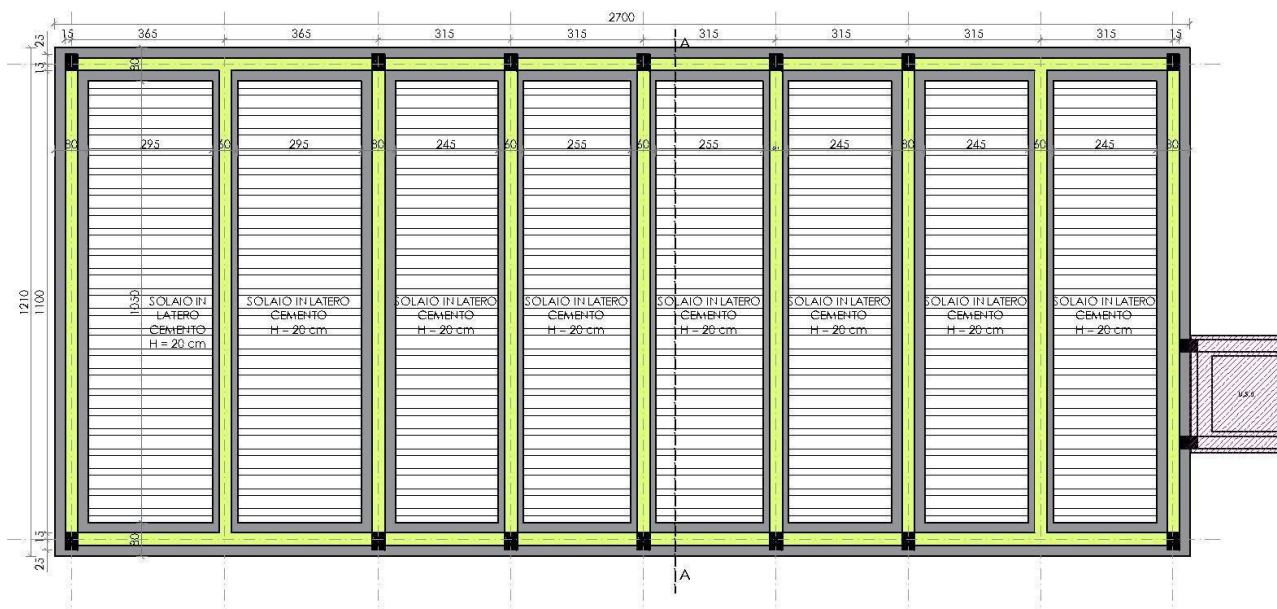 2700
25
15 365 365 315 315 315 315 315 315 15
A
15
80
80 295 60 295 80 245 60 255 60 255 245 80 245 60 245 80
1210
1100
1050
SOLAIO IN
LATERO
CEMENTO
H = 20 cm
SOLAIO IN LATERO
CEMENTO
H = 20 cm
SOLAIO IN LATERO
CEMENTO
H = 20 cm
SOLAIO IN LATERO
CEMENTO
H = 20 cm
SOLAIO IN LATERO
CEMENTO
H = 20 cm
SOLAIO IN LATERO
CEMENTO
H = 20 cm
SOLAIO IN LATERO
CEMENTO
H = 20 cm
SOLAIO IN LATERO
CEMENTO
H = 20 cm
15
80
25
A